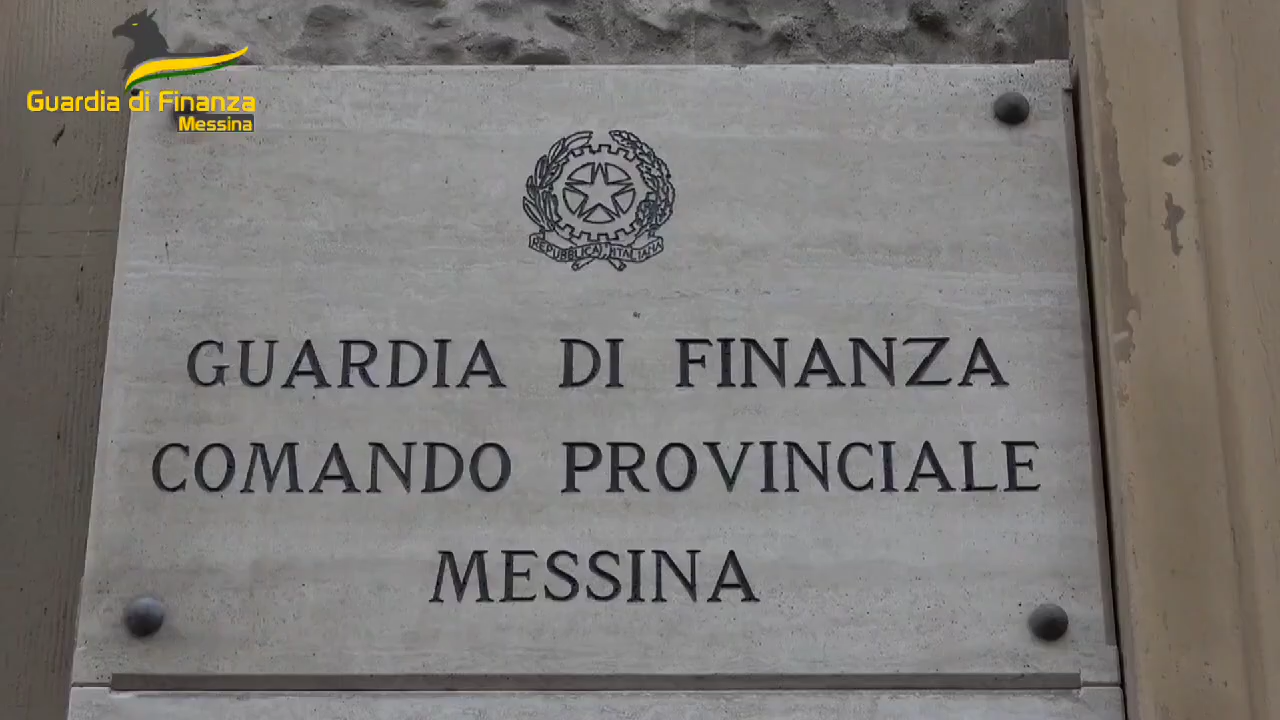 Guardia di Finanza
Messina
REPUBBLICA ITALIANA
GUARDIA DI FINANZA
COMANDO PROVINCIALE
MESSINA